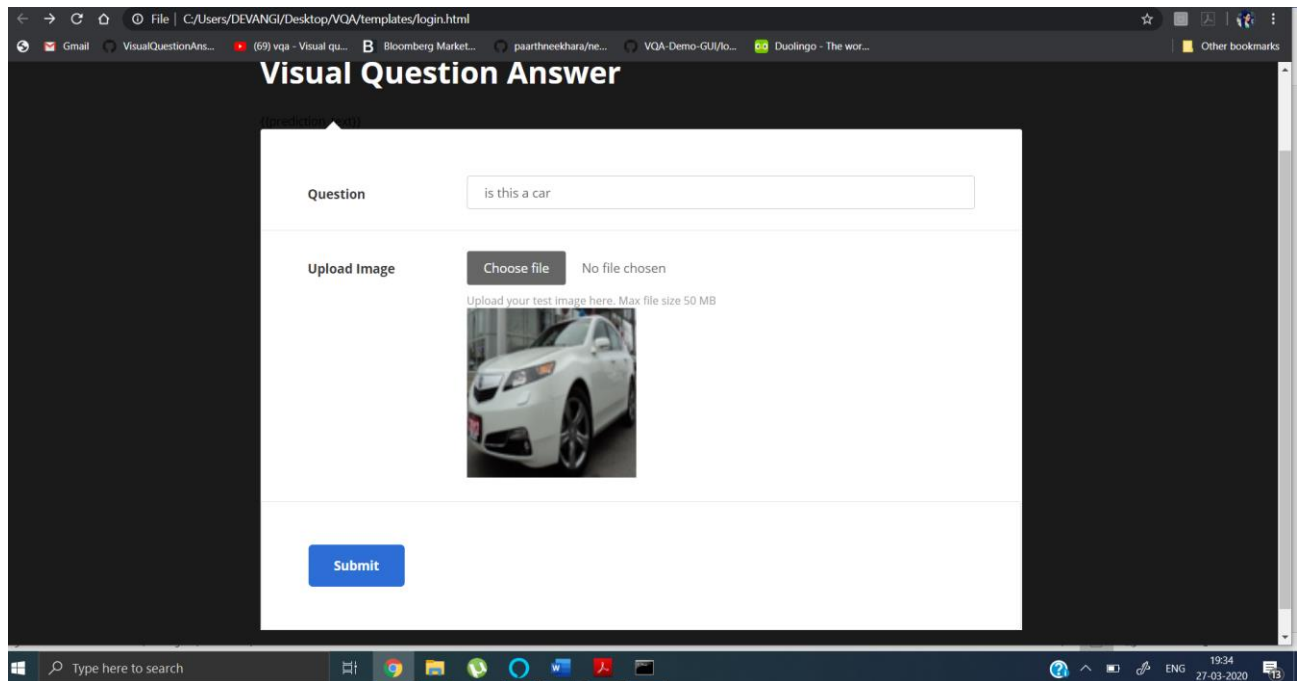 File | C:/Users/DEVANGI/Desktop/VQA/templates/login.html
Gmail VisualQuestionAns... (69) vqa - Visual qu... Bloomberg Market... paarthneekhara/ne... VQA-Demo-GUI/lo... Duolingo - The wor... Other bookmarks
Visual Question Answer
{{prediction_text}}
Question is this a car
Upload Image Choose file No file chosen
Upload your test image here. Max file size 50 MB
Submit
Type here to search
ENG 19:34
27-03-2020
13